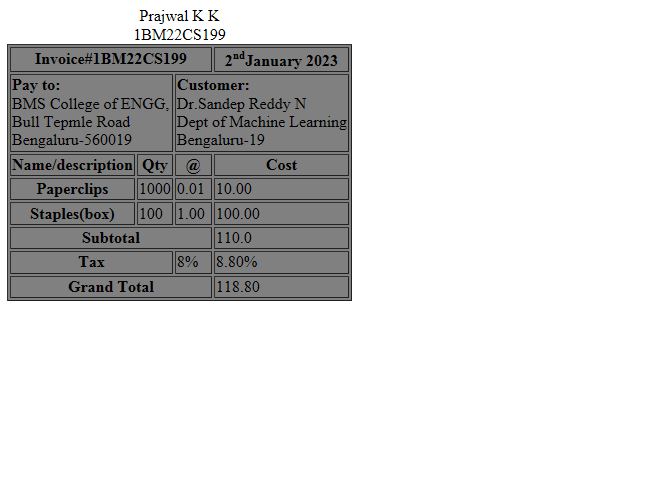 Prajwal K K
1BM22CS199
Invoice#1BM22CS199 2nd January 2023
Pay to: Customer:
BMS College of ENGG, Dr.Sandep Reddy N
Bull Tepmle Road Dept of Machine Learning
Bengaluru-560019 Bengaluru-19
Name/description Qty @ Cost
Paperclips 1000 0.01 10.00
Staples(box) 100 1.00 100.00
Subtotal 110.0
Tax 8% 8.80%
Grand Total 118.80